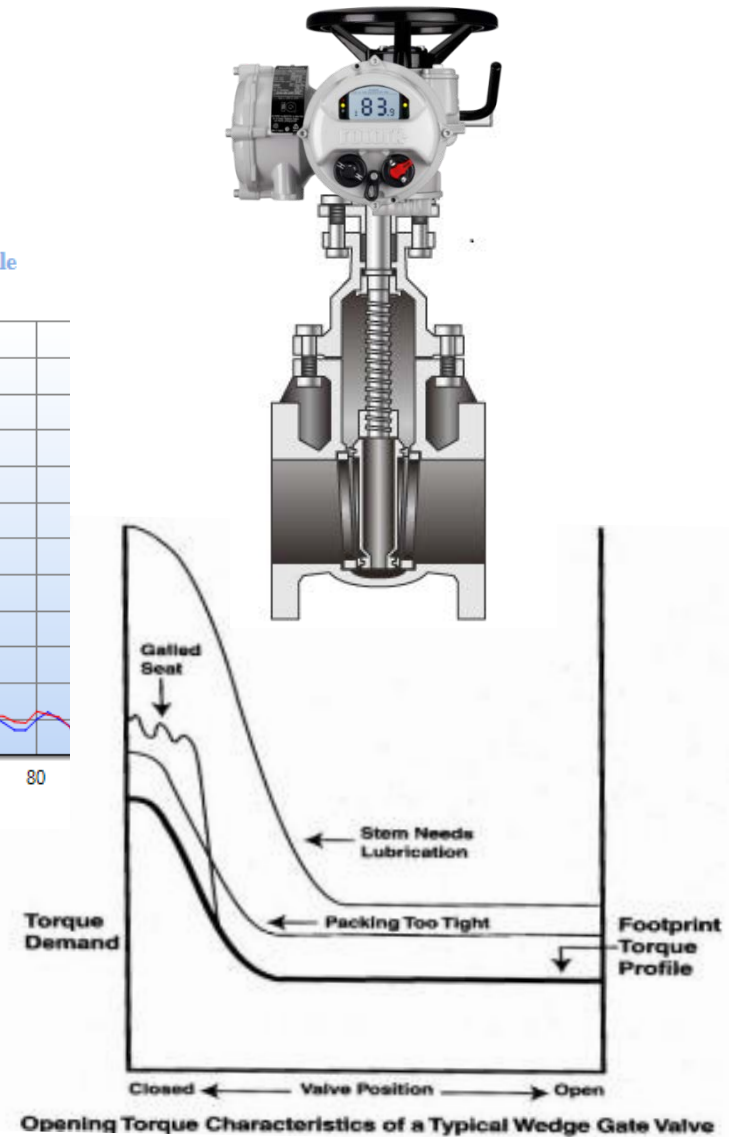 83.9
le
80
Galled
Seat
Stem Needs
Lubrication
Packing Too Tight
Torque
Demand
Footprint
Torque
Profile
Closed Valve Position Open
Opening Torque Characteristics of a Typical Wedge Gate Valve